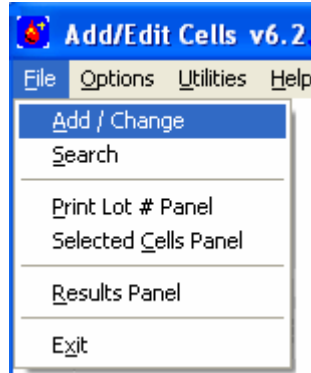 Add/Edit Cells v6.2.
File Options Utilities Help
Add / Change
Search
Print Lot # Panel
Selected Cells Panel
Results Panel
Exit